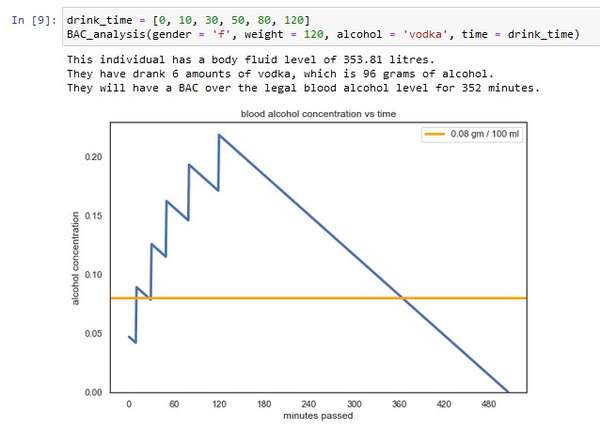 In [9]: drink_time = [0, 10, 30, 50, 80, 120]
BAC_analysis(gender = 'f', weight = 120, alcohol = 'vodka', time = drink_time)
This individual has a body fluid level of 353.81 litres.
They have drank 6 amounts of vodka, which is 96 grams of alcohol.
They will have a BAC over the legal blood alcohol level for 352 minutes.
blood alcohol concentration vs time
0.08 gm / 100 ml
0.20
0.15
0.10
0.05
0.00
alcohol concentration
0 60 120 180 240 300 360 420 480
minutes passed